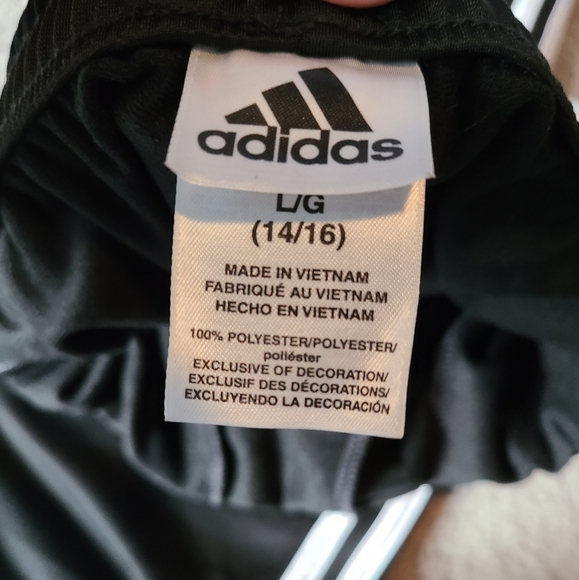 adidas
L/G
(14/16)
MADE IN VIETNAM
FABRIQUÉ AU VIETNAM
HECHO EN VIETNAM
100% POLYESTER/POLYESTER/
poliéster
EXCLUSIVE OF DECORATION/
EXCLUSIF DES DÉCORATIONS/
EXCLUYENDO LA DECORACIÓN